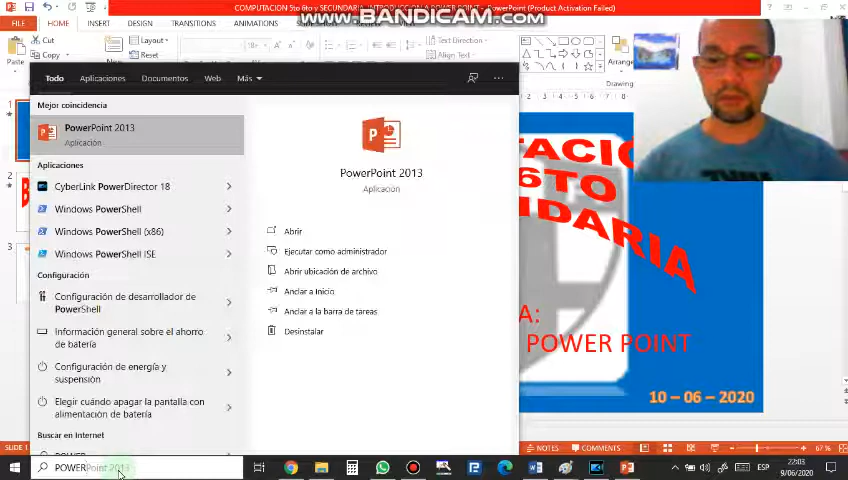 COMPUTACION 5to 6to y SECUNDARIA. INTRODUCCION A POWER POINT - PowerPoint (Product Activation Failed)
www.BANDICAM.com
FILE HOME INSERT DESIGN TRANSITIONS ANIMATIONS
Layout
Reset
Text Direction
Align Text
Paste
Arrange
Drawing
Todo Aplicaciones Documentos Web Más
Mejor coincidencia
PowerPoint 2013
Aplicación
Aplicaciones
CyberLink PowerDirector 18
Windows PowerShell
Windows PowerShell (x86)
Windows PowerShell ISE
Configuración
Configuración de desarrollador de
PowerShell
Información general sobre el ahorro
de batería
Configuración de energía y
suspensión
Elegir cuándo apagar la pantalla con
alimentación de batería
Buscar en Internet
PowerPoint 2013
Aplicación
Abrir
Ejecutar como administrador
Abrir ubicación de archivo
Anclar a Inicio
Anclar a la barra de tareas
Desinstalar
6TO
A:
POWER POINT
10 - 06 - 2020
SLIDE 1
NOTES COMMENTS 67 %
POWERPoint 2013
ESP
22:03
9/06/2020